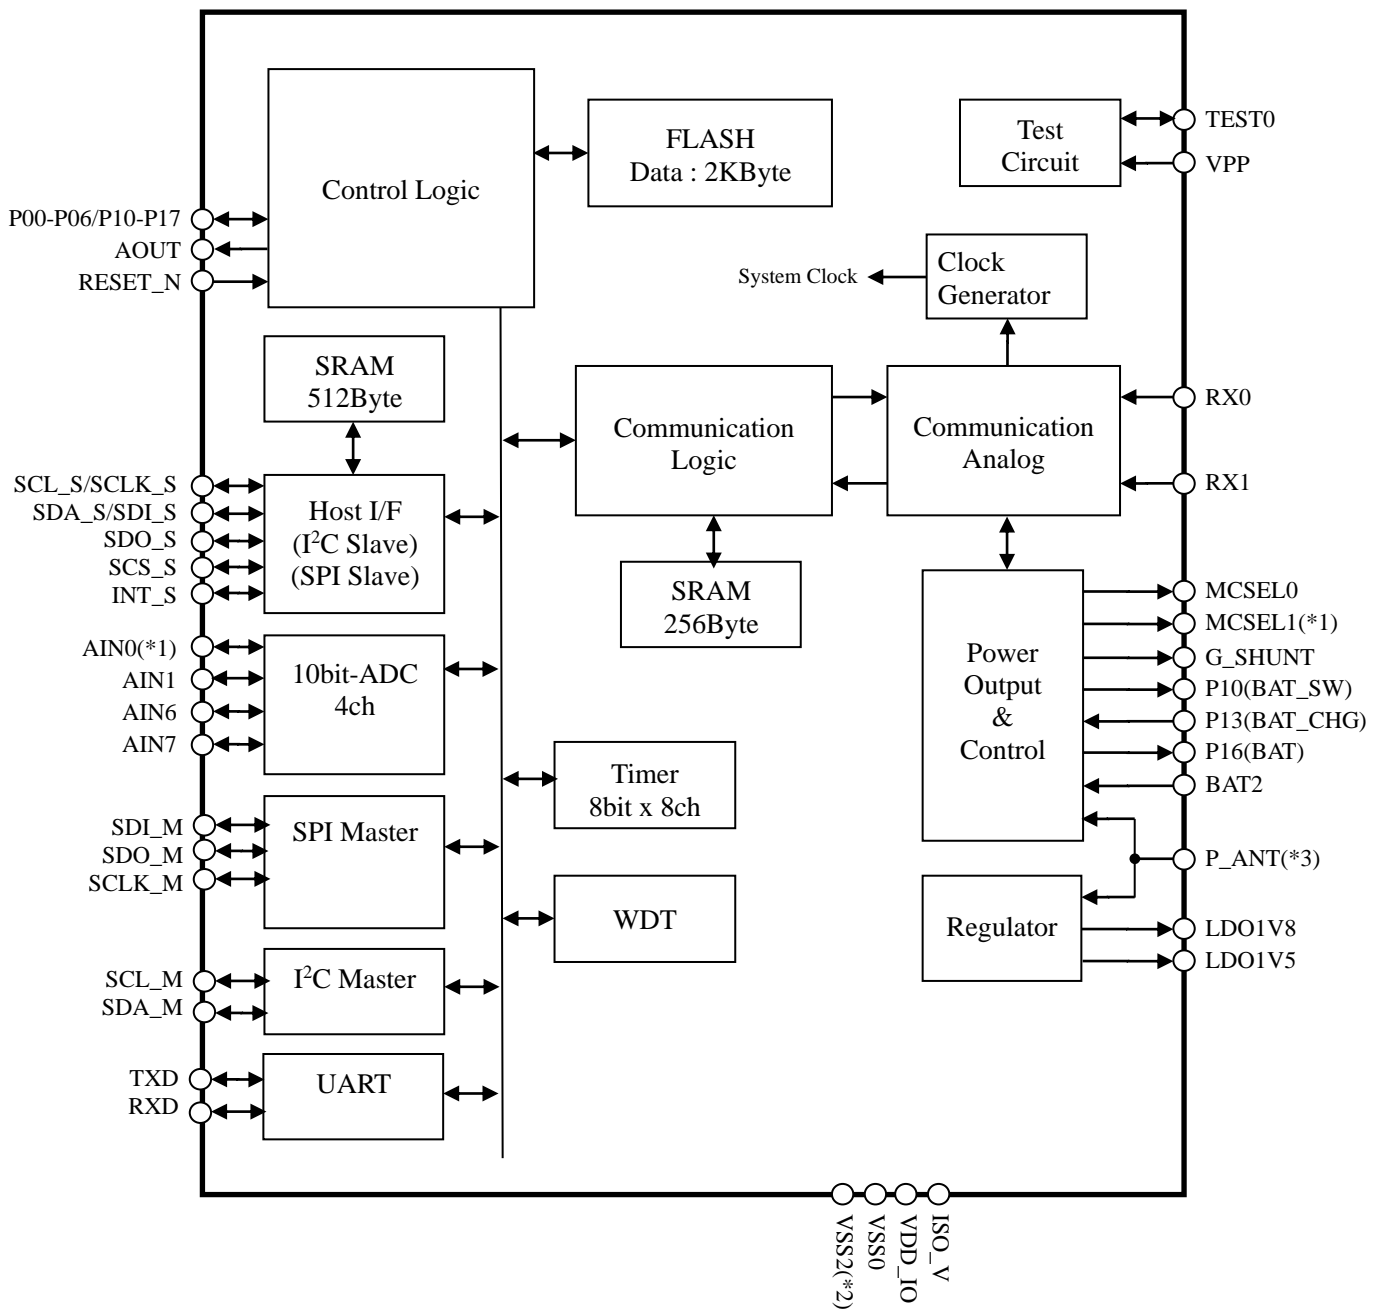 Control Logic
FLASH
Data : 2KByte
Test
Circuit
TEST0
VPP
P00-P06/P10-P17
AOUT
RESET_N
System Clock
Clock
Generator
SRAM
512Byte
Communication
Logic
Communication
Analog
RX0
RX1
SCL_S/SCLK_S
SDA_S/SDI_S
SDO_S
SCS_S
INT_S
Host I/F
(I²C Slave)
(SPI Slave)
SRAM
256Byte
Power
Output
&
Control
MCSEL0
MCSEL1(*1)
G_SHUNT
P10(BAT_SW)
P13(BAT_CHG)
P16(BAT)
BAT2
AIN0(*1)
AIN1
AIN6
AIN7
10bit-ADC
4ch
Timer
8bit x 8ch
SDI_M
SDO_M
SCLK_M
SPI Master
WDT
P_ANT(*3)
Regulator
LDO1V8
LDO1V5
SCL_M
SDA_M
I²C Master
TXD
RXD
UART
VSS2(*2)
VSS0
VDD_IO
ISO_V